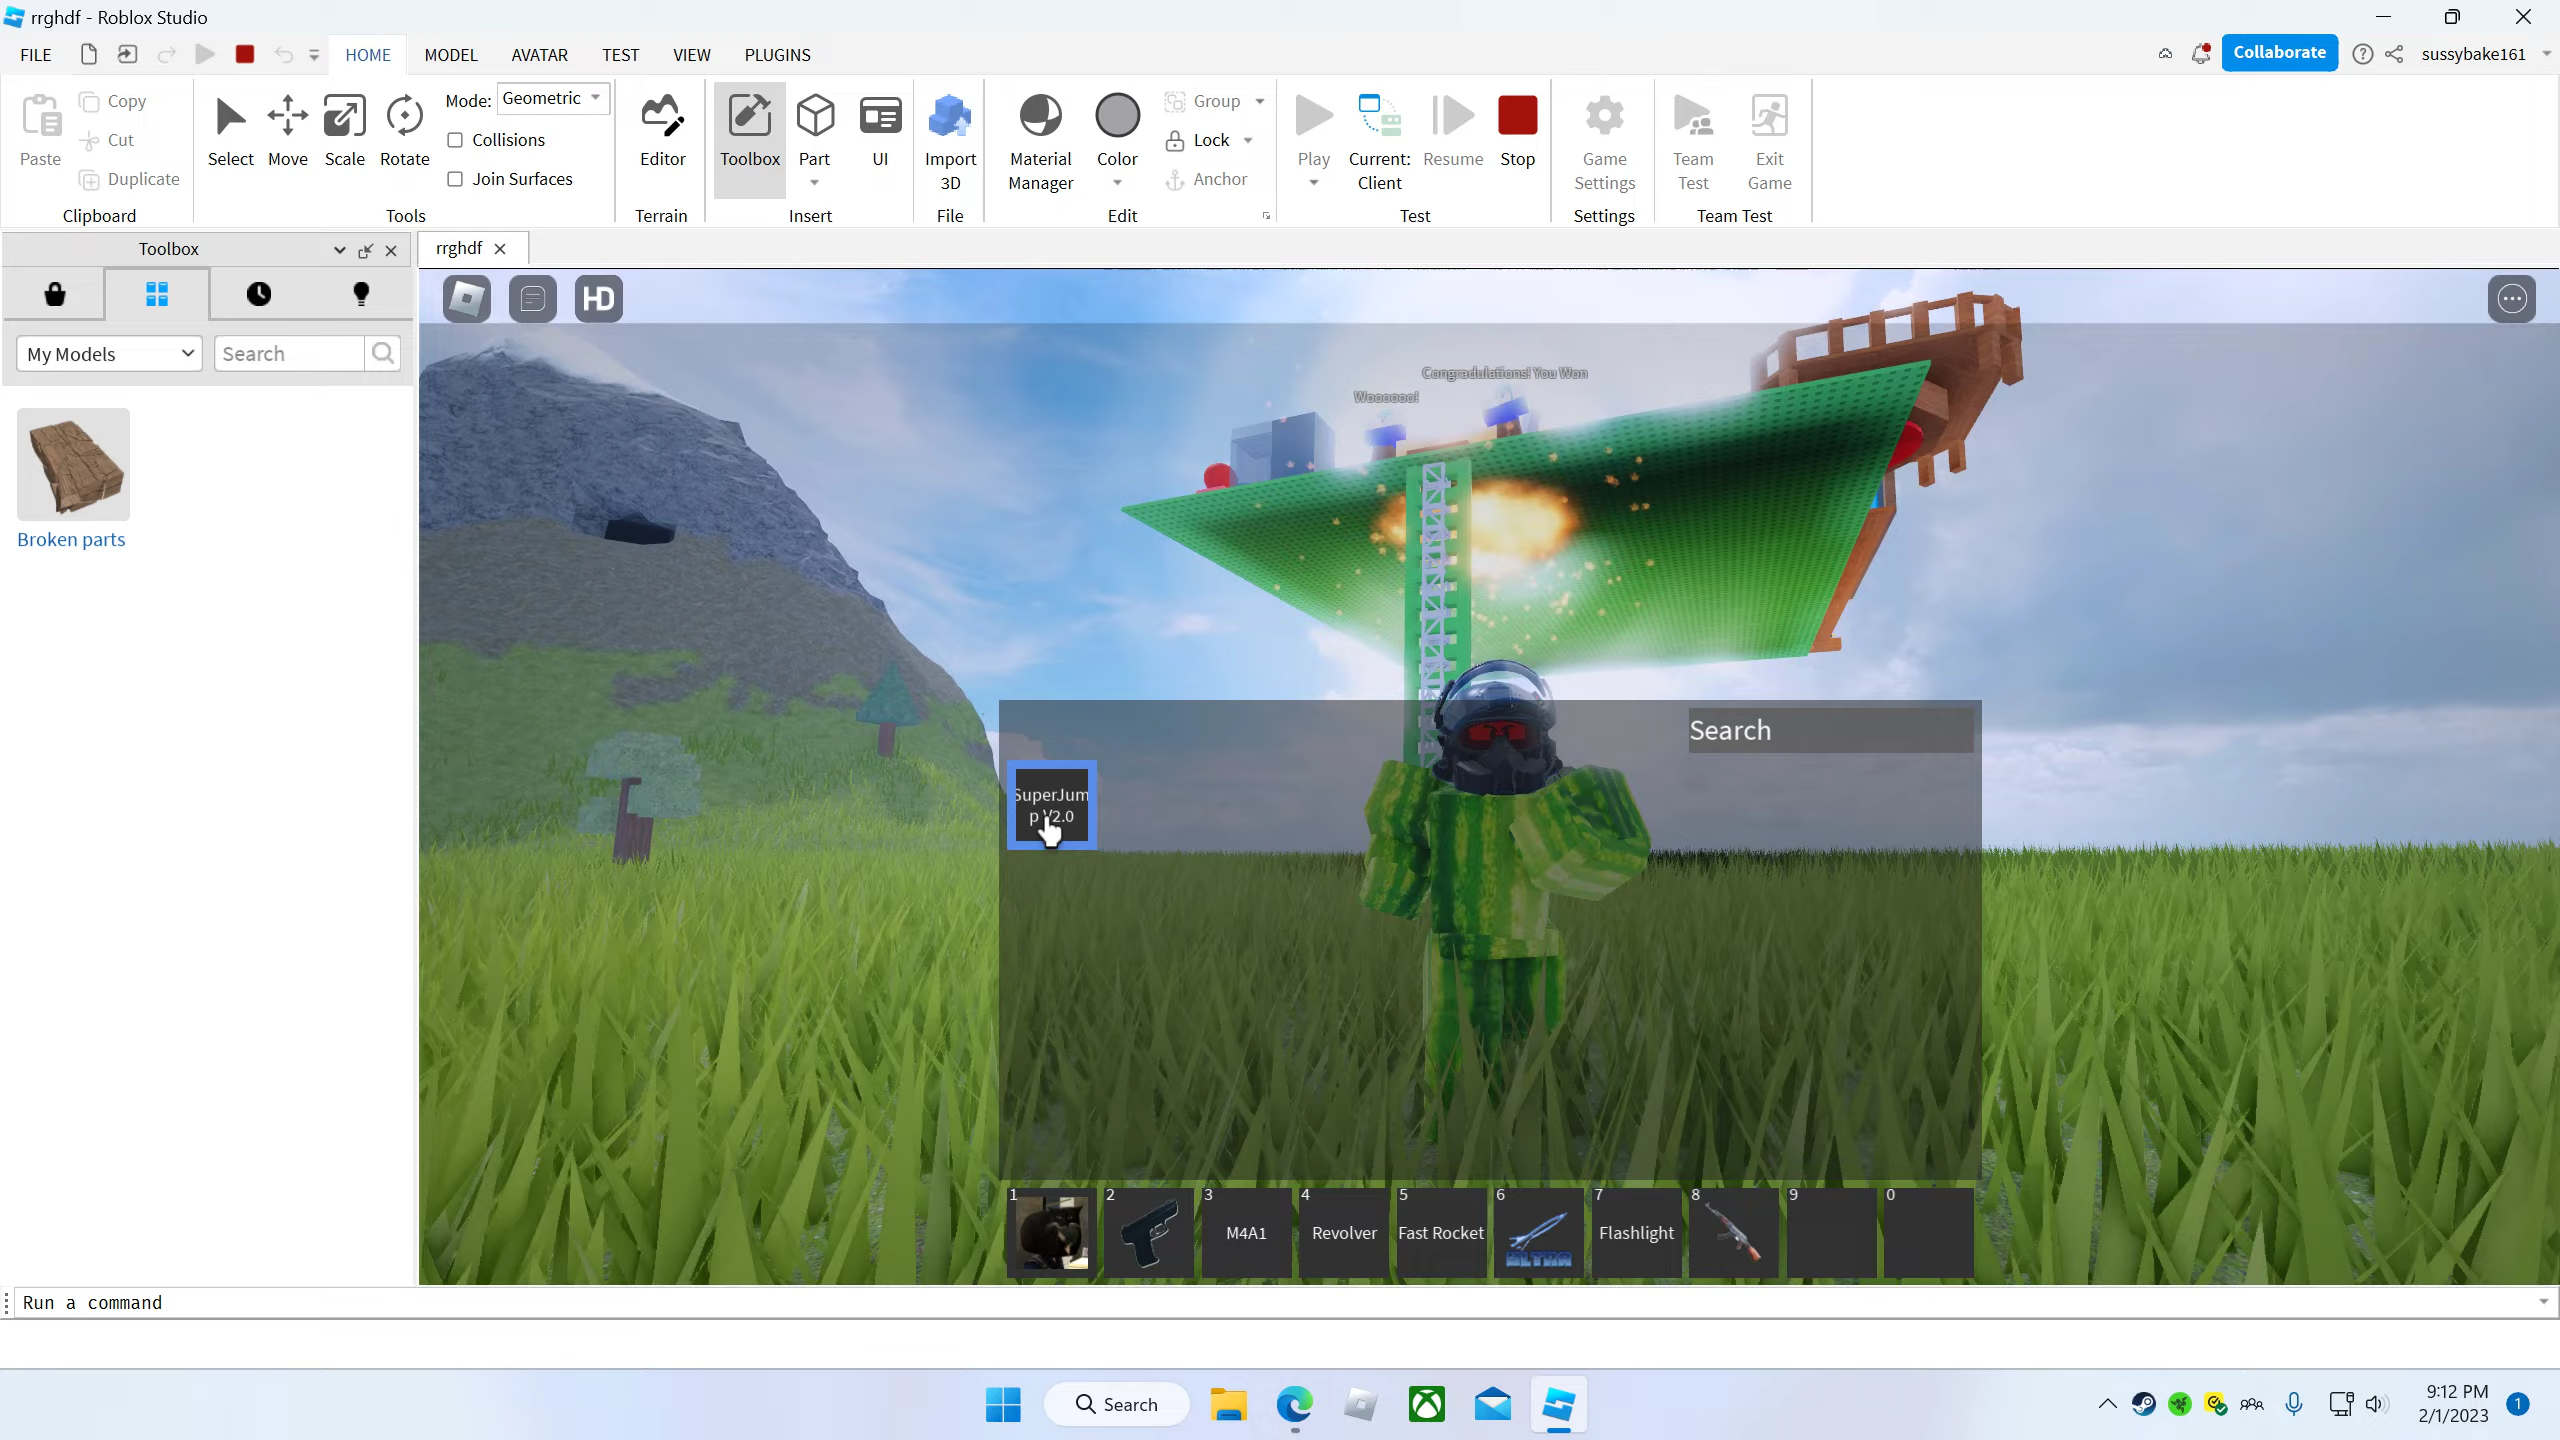 rrghdf - Roblox Studio
FILE
HOME
MODEL
AVATAR
TEST
VIEW
PLUGINS
Collaborate
sussybake161
Paste
Copy
Cut
Duplicate
Clipboard
Select
Move
Scale
Rotate
Mode: Geometric
Collisions
Join Surfaces
Tools
Editor
Terrain
Toolbox
Part
UI
Insert
Import
3D
File
Material
Manager
Color
Group
Lock
Anchor
Edit
Play
Current:
Client
Resume
Stop
Test
Game
Settings
Settings
Team
Test
Exit
Game
Team Test
Toolbox
rrghdf
HD
My Models
Search
Broken parts
Congradulations! You Won
Woooooo!
Search
SuperJum
p V2.0
1
2
3
M4A1
4
Revolver
5
Fast Rocket
6
ULTRA
7
Flashlight
8
9
0
Run a command
Search
9:12 PM
2/1/2023
1